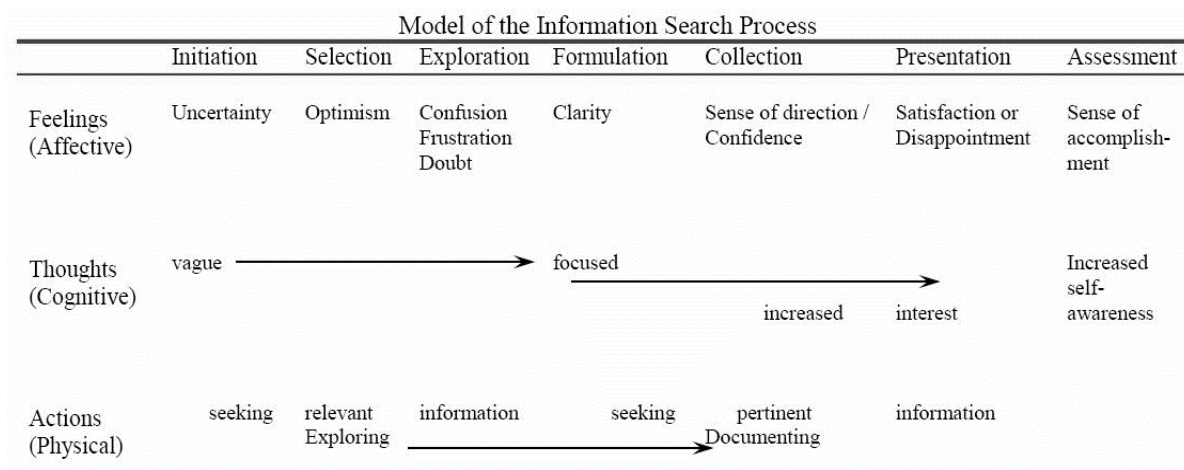 Model of the Information Search Process
Initiation Selection Exploration Formulation Collection Presentation Assessment
Feelings Uncertainty Optimism Confusion Clarity Sense of direction / Satisfaction or Sense of
(Affective) Frustration Confidence Disappointment accomplish-
Doubt ment
Thoughts vague focused Increased
(Cognitive) self-
increased interest awareness
Actions seeking relevant information seeking pertinent information
(Physical) Exploring Documenting